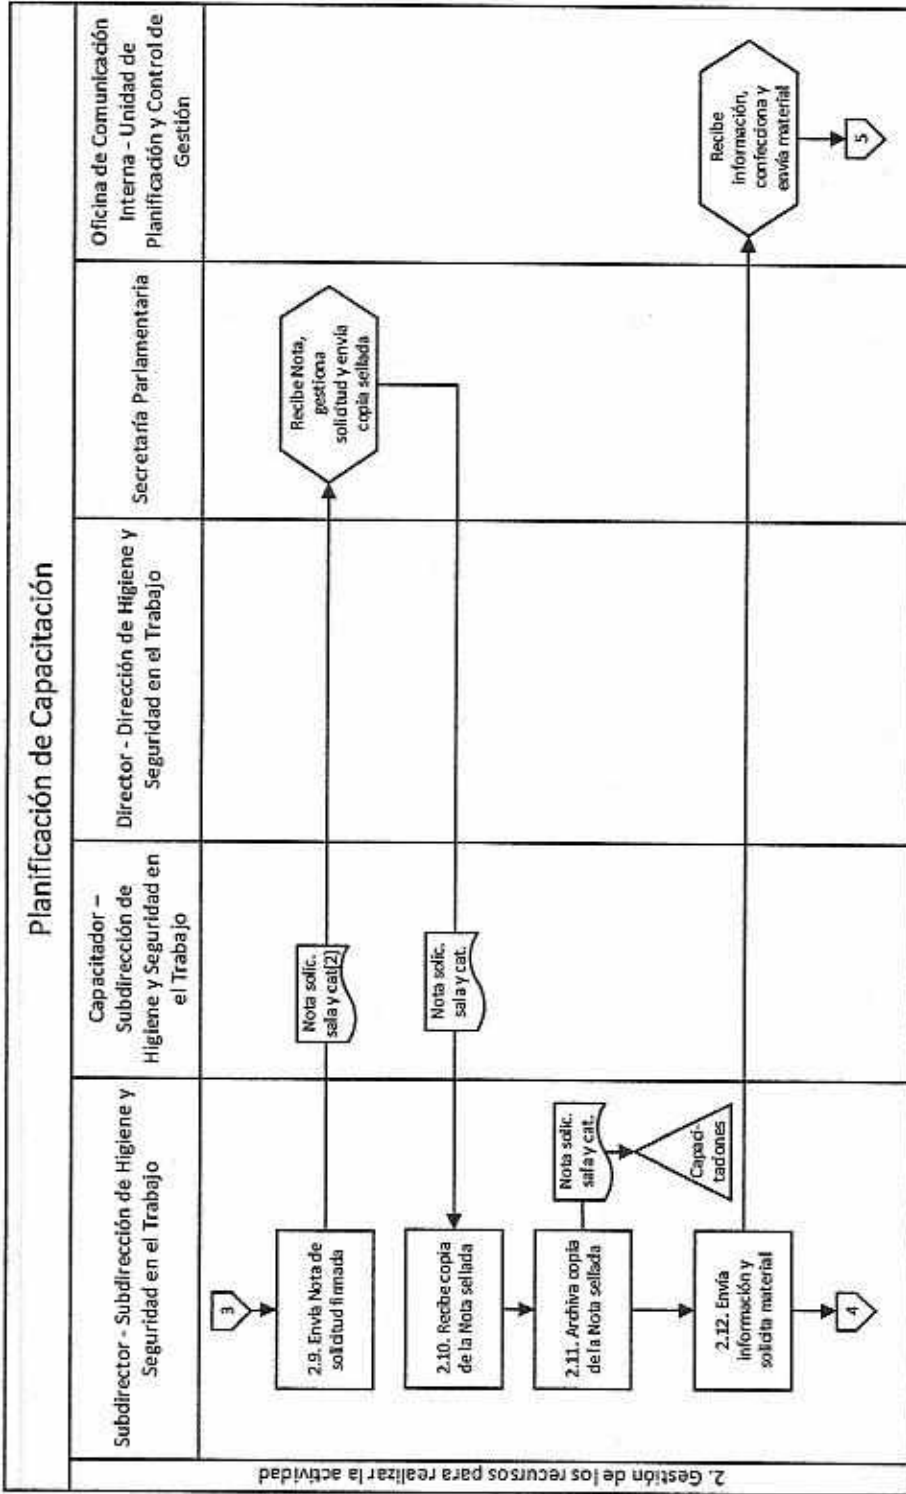 Planificación de Capacitación
Subdirector - Subdirección de Higiene y
Seguridad en el Trabajo
Capacitador –
Subdirección de
Higiene y Seguridad en
el Trabajo
Director - Dirección de Higiene y
Seguridad en el Trabajo
Secretaría Parlamentaria
Oficina de Comunicación
Interna - Unidad de
Planificación y Control de
Gestión
2. Gestión de los recursos para realizar la actividad
3
2.9. Envía Nota de
solicitud firmada
Nota solic.
sala y cat[2]
Recibe Nota,
gestiona
solicitud y envía
copia sellada
2.10. Recibe copia
de la Nota sellada
Nota solic.
sala y cat.
2.11. Archiva copia
de la Nota sellada
Nota solic.
sala y cat.
Capaci-
taciones
2.12. Envía
información y
solicita material
Recibe
información,
confecciona y
envía material
4
5